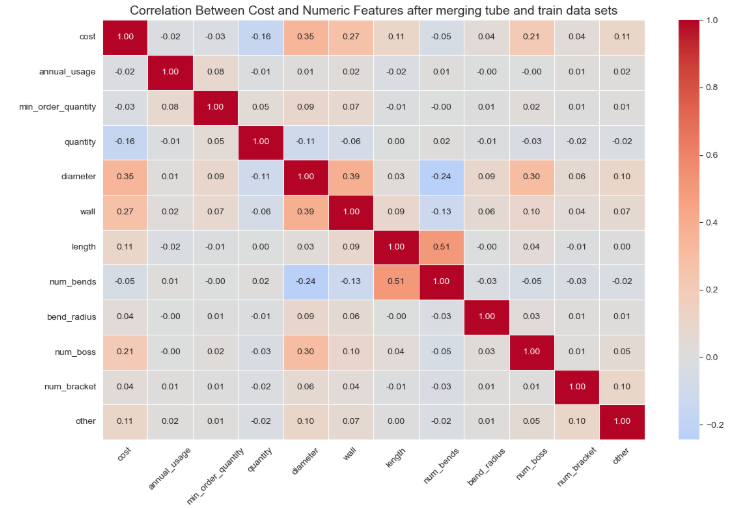 Correlation Between Cost and Numeric Features after merging tube and train data sets
cost 1.00 -0.02 -0.03 -0.16 0.35 0.27 0.11 -0.05 0.04 0.21 0.04 0.11
annual_usage -0.02 1.00 0.08 -0.01 0.01 0.02 -0.02 0.01 -0.00 -0.00 0.01 0.02
min_order_quantity -0.03 0.08 1.00 0.05 0.09 0.07 -0.01 -0.00 0.01 0.02 0.01 0.01
quantity -0.16 -0.01 0.05 1.00 -0.11 -0.06 0.00 0.02 -0.01 -0.03 -0.02 -0.02
diameter 0.35 0.01 0.09 -0.11 1.00 0.39 0.03 -0.24 0.09 0.30 0.06 0.10
wall 0.27 0.02 0.07 -0.06 0.39 1.00 0.09 -0.13 0.06 0.10 0.04 0.07
length 0.11 -0.02 -0.01 0.00 0.03 0.09 1.00 0.51 -0.00 0.04 -0.01 0.00
num_bends -0.05 0.01 -0.00 0.02 -0.24 -0.13 0.51 1.00 -0.03 -0.05 -0.03 -0.02
bend_radius 0.04 -0.00 0.01 -0.01 0.09 0.06 -0.00 -0.03 1.00 0.03 0.01 0.01
num_boss 0.21 -0.00 0.02 -0.03 0.30 0.10 0.04 -0.05 0.03 1.00 0.01 0.05
num_bracket 0.04 0.01 0.01 -0.02 0.06 0.04 -0.01 -0.03 0.01 0.01 1.00 0.10
other 0.11 0.02 0.01 -0.02 0.10 0.07 0.00 -0.02 0.01 0.05 0.10 1.00
cost annual_usage min_order_quantity quantity diameter wall length num_bends bend_radius num_boss num_bracket other
1.0
0.8
0.6
0.4
0.2
0.0
−0.2